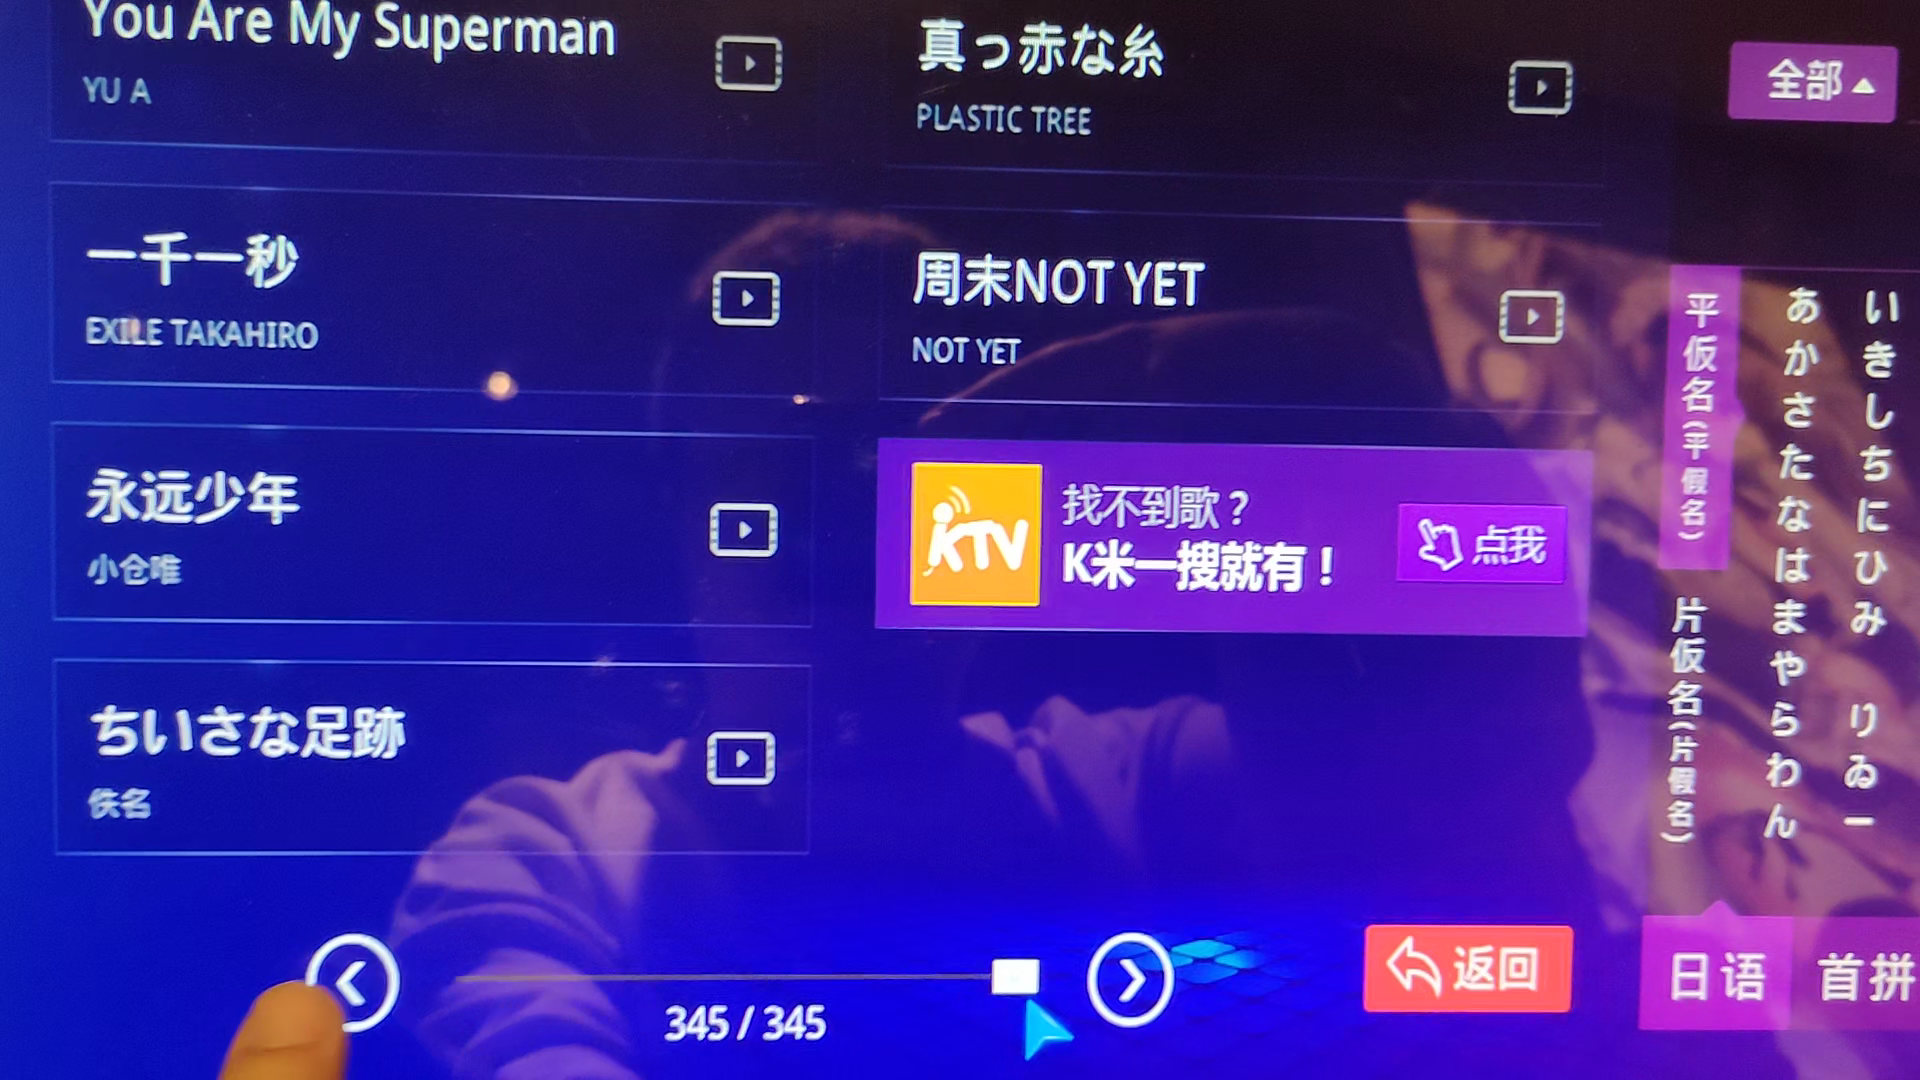 You Are My Superman
YU A
真っ赤な糸
PLASTIC TREE
全部
一千一秒
EXILE TAKAHIRO
周末NOT YET
NOT YET
永远少年
小仓唯
KTV
找不到歌？
K米一搜就有！
点我
ちいさな足跡
佚名
平仮名(平假名)
片仮名(片假名)
あかさたなはまやらわん
いきしちにひみ りゐー
345 / 345
返回
日语
首拼